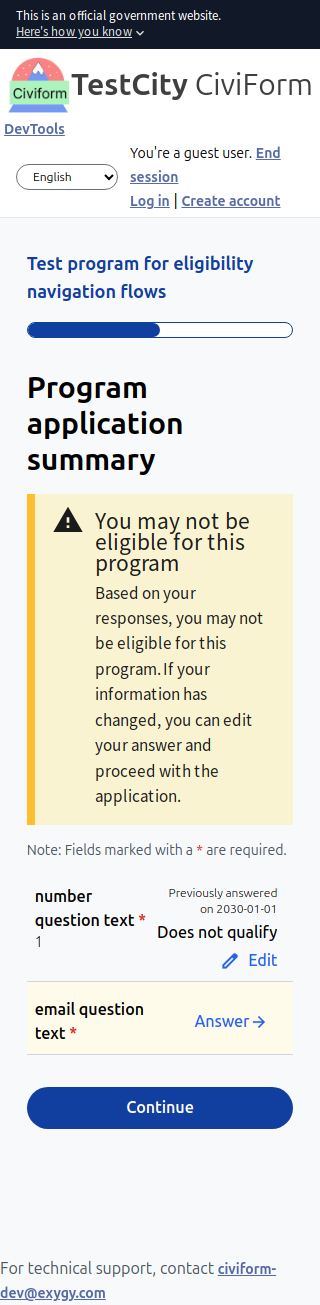 This is an official government website.
Here's how you know
Civiform
TestCity CiviForm
DevTools
English
You're a guest user. End
session
Log in | Create account
Test program for eligibility
navigation flows
Program
application
summary
You may not be
eligible for this
program
Based on your
responses, you may not
be eligible for this
program.If your
information has
changed, you can edit
your answer and
proceed with the
application.
Note: Fields marked with a * are required.
number
question text *
1
Previously answered
on 2030-01-01
Does not qualify
Edit
email question
text *
Answer
Continue
For technical support, contact civiform-
dev@exygy.com